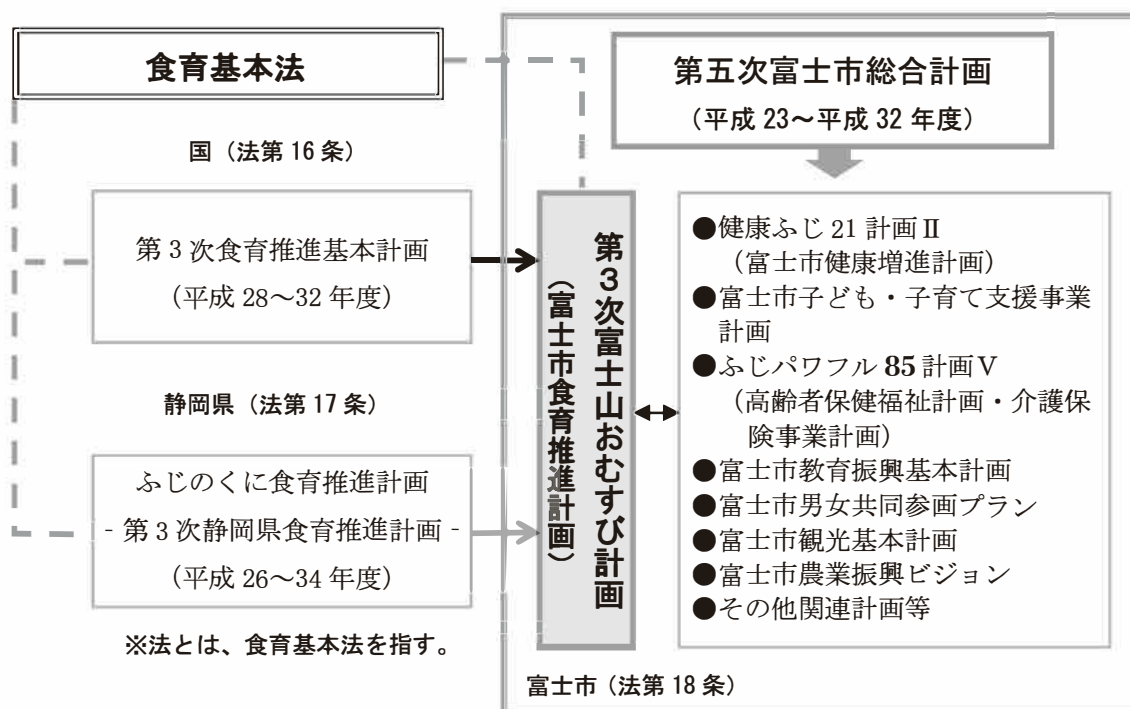 食育基本法
国（法第 16 条）
第 3 次食育推進基本計画
（平成 28～32 年度）
静岡県（法第 17 条）
ふじのくに食育推進計画
- 第 3 次静岡県食育推進計画 -
（平成 26～34 年度）
※法とは、食育基本法を指す。
第３次富士山おむすび計画
（富士市食育推進計画）
第五次富士市総合計画
（平成 23～平成 32 年度）
●健康ふじ 21 計画Ⅱ
（富士市健康増進計画）
●富士市子ども・子育て支援事業
計画
●ふじパワフル 85 計画Ⅴ
（高齢者保健福祉計画・介護保
険事業計画）
●富士市教育振興基本計画
●富士市男女共同参画プラン
●富士市観光基本計画
●富士市農業振興ビジョン
●その他関連計画等
富士市（法第 18 条）